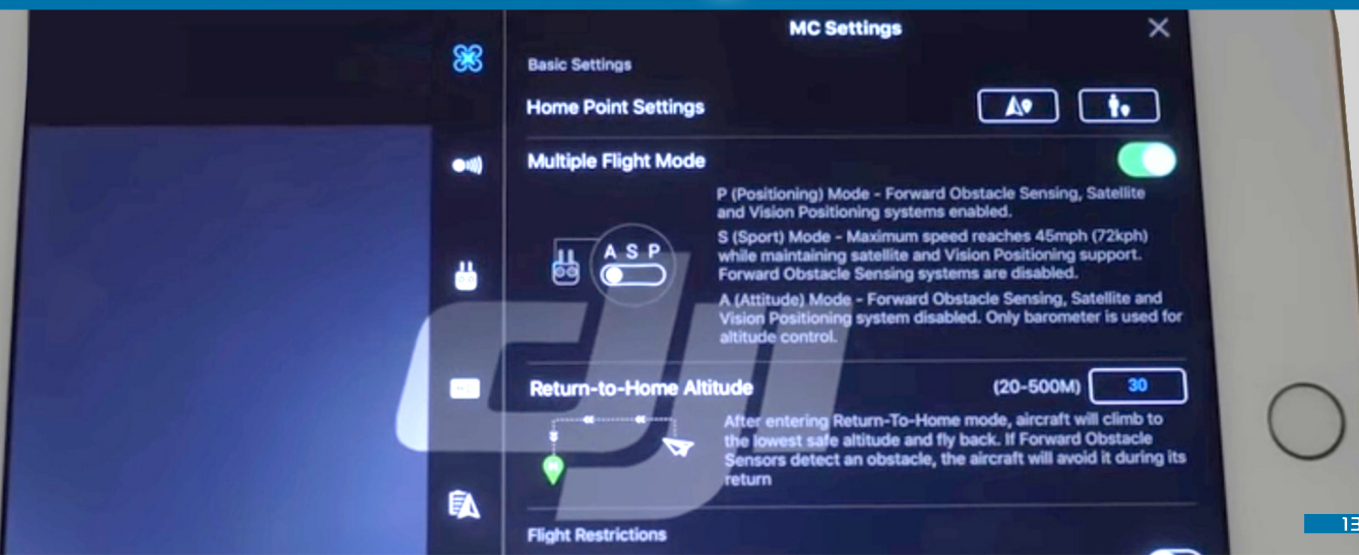 MC Settings
Basic Settings
Home Point Settings
Multiple Flight Mode
P (Positioning) Mode - Forward Obstacle Sensing, Satellite
and Vision Positioning systems enabled.
A S P
S (Sport) Mode - Maximum speed reaches 45mph (72kph)
while maintaining satellite and Vision Positioning support.
Forward Obstacle Sensing systems are disabled.
A (Attitude) Mode - Forward Obstacle Sensing, Satellite and
Vision Positioning system disabled. Only barometer is used for
altitude control.
dji
Return-to-Home Altitude (20-500M) 30
After entering Return-To-Home mode, aircraft will climb to
the lowest safe altitude and fly back. If Forward Obstacle
Sensors detect an obstacle, the aircraft will avoid it during its
return
H
Flight Restrictions